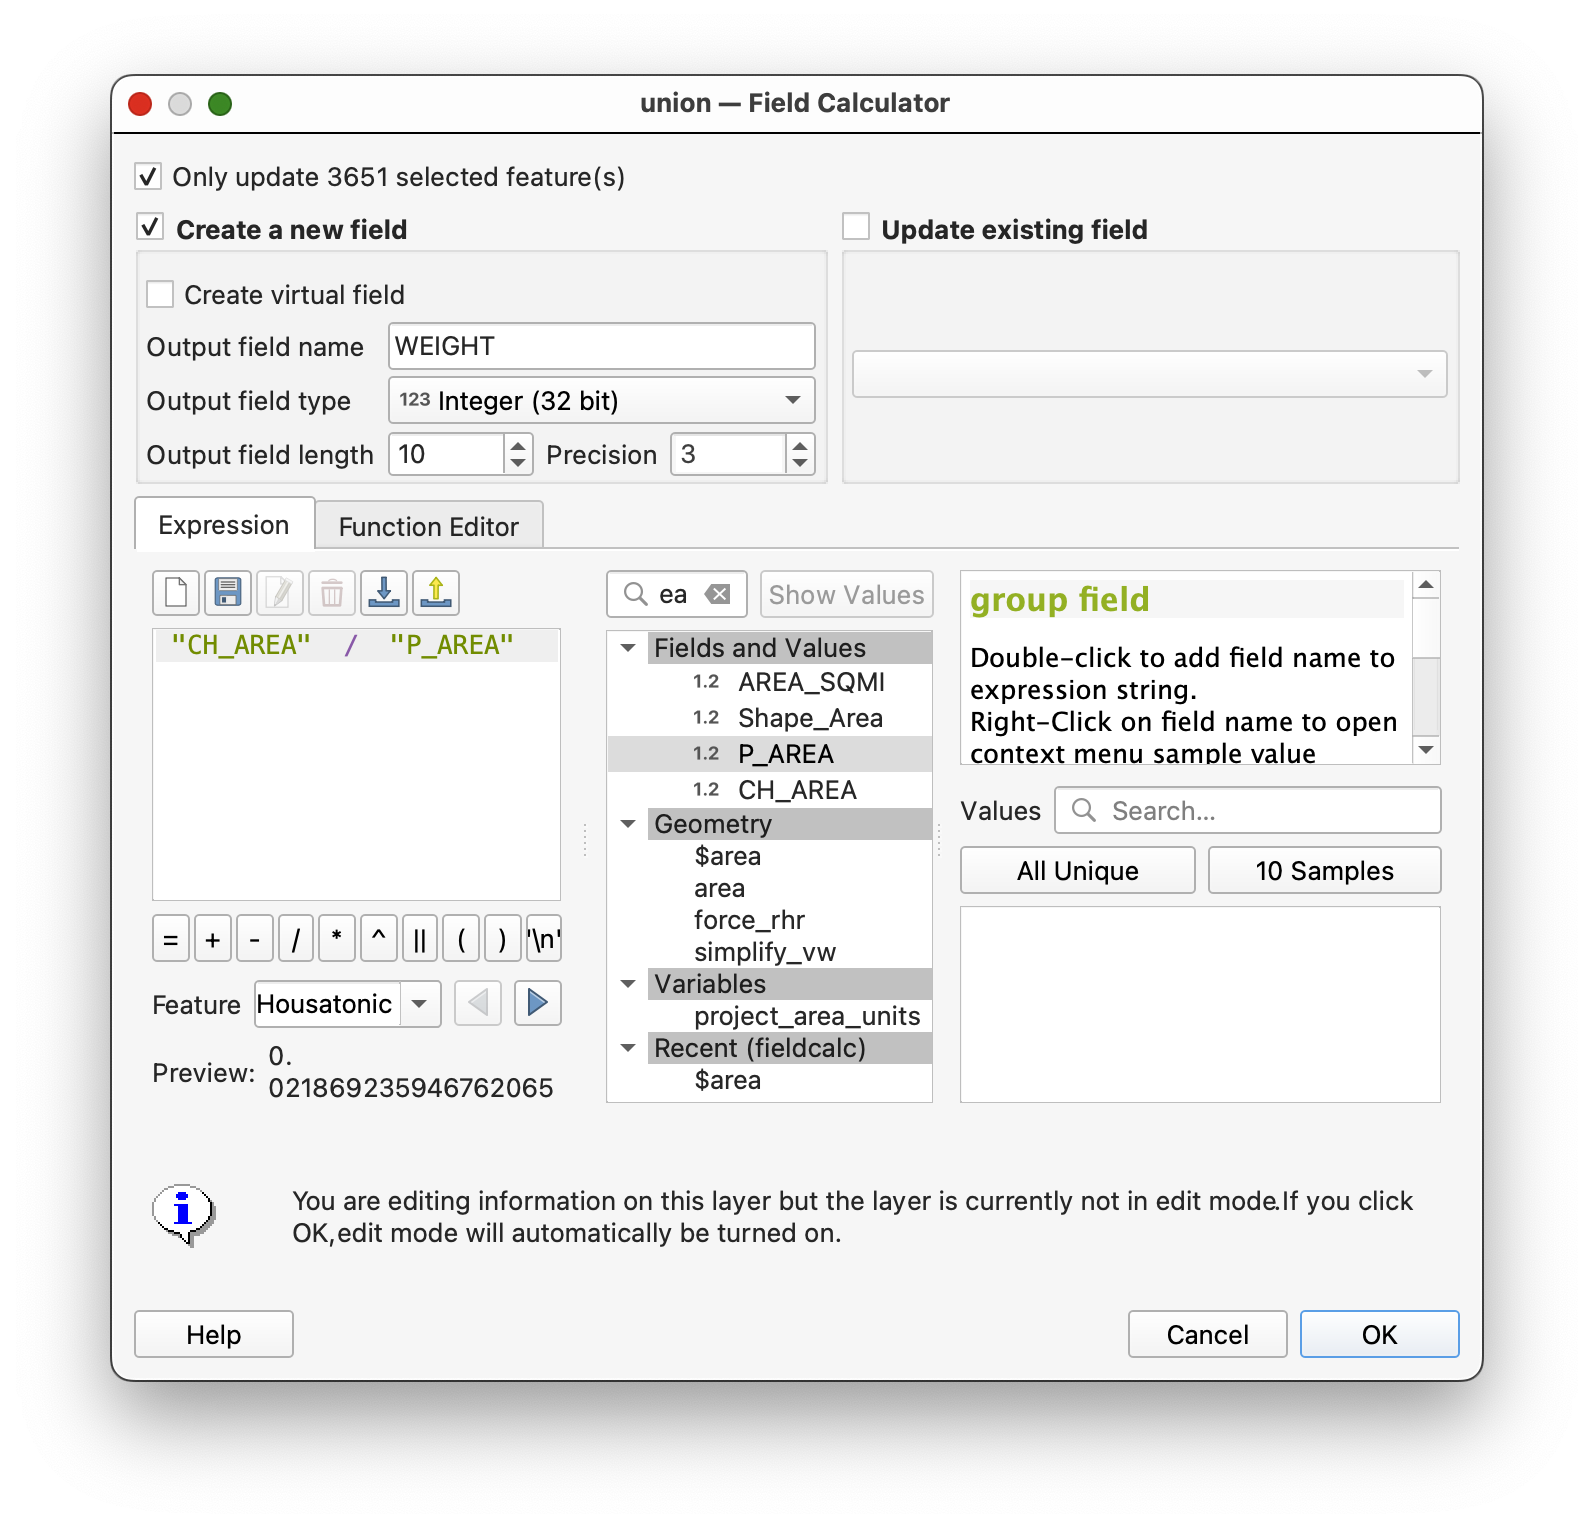 union — Field Calculator
Only update 3651 selected feature(s)
Create a new field
Update existing field
Create virtual field
Output field name WEIGHT
Output field type 123 Integer (32 bit)
Output field length 10 Precision 3
Expression Function Editor
"CH_AREA" / "P_AREA"
= + - / * ^ || ( ) '\n'
Feature Housatonic
Preview: 0.
021869235946762065
ea Show Values
Fields and Values
1.2 AREA_SQMI
1.2 Shape_Area
1.2 P_AREA
1.2 CH_AREA
Geometry
$area
area
force_rhr
simplify_vw
Variables
project_area_units
Recent (fieldcalc)
$area
group field
Double-click to add field name to
expression string.
Right-Click on field name to open
context menu sample value
Values Search...
All Unique 10 Samples
You are editing information on this layer but the layer is currently not in edit mode.If you click
OK,edit mode will automatically be turned on.
Help Cancel OK